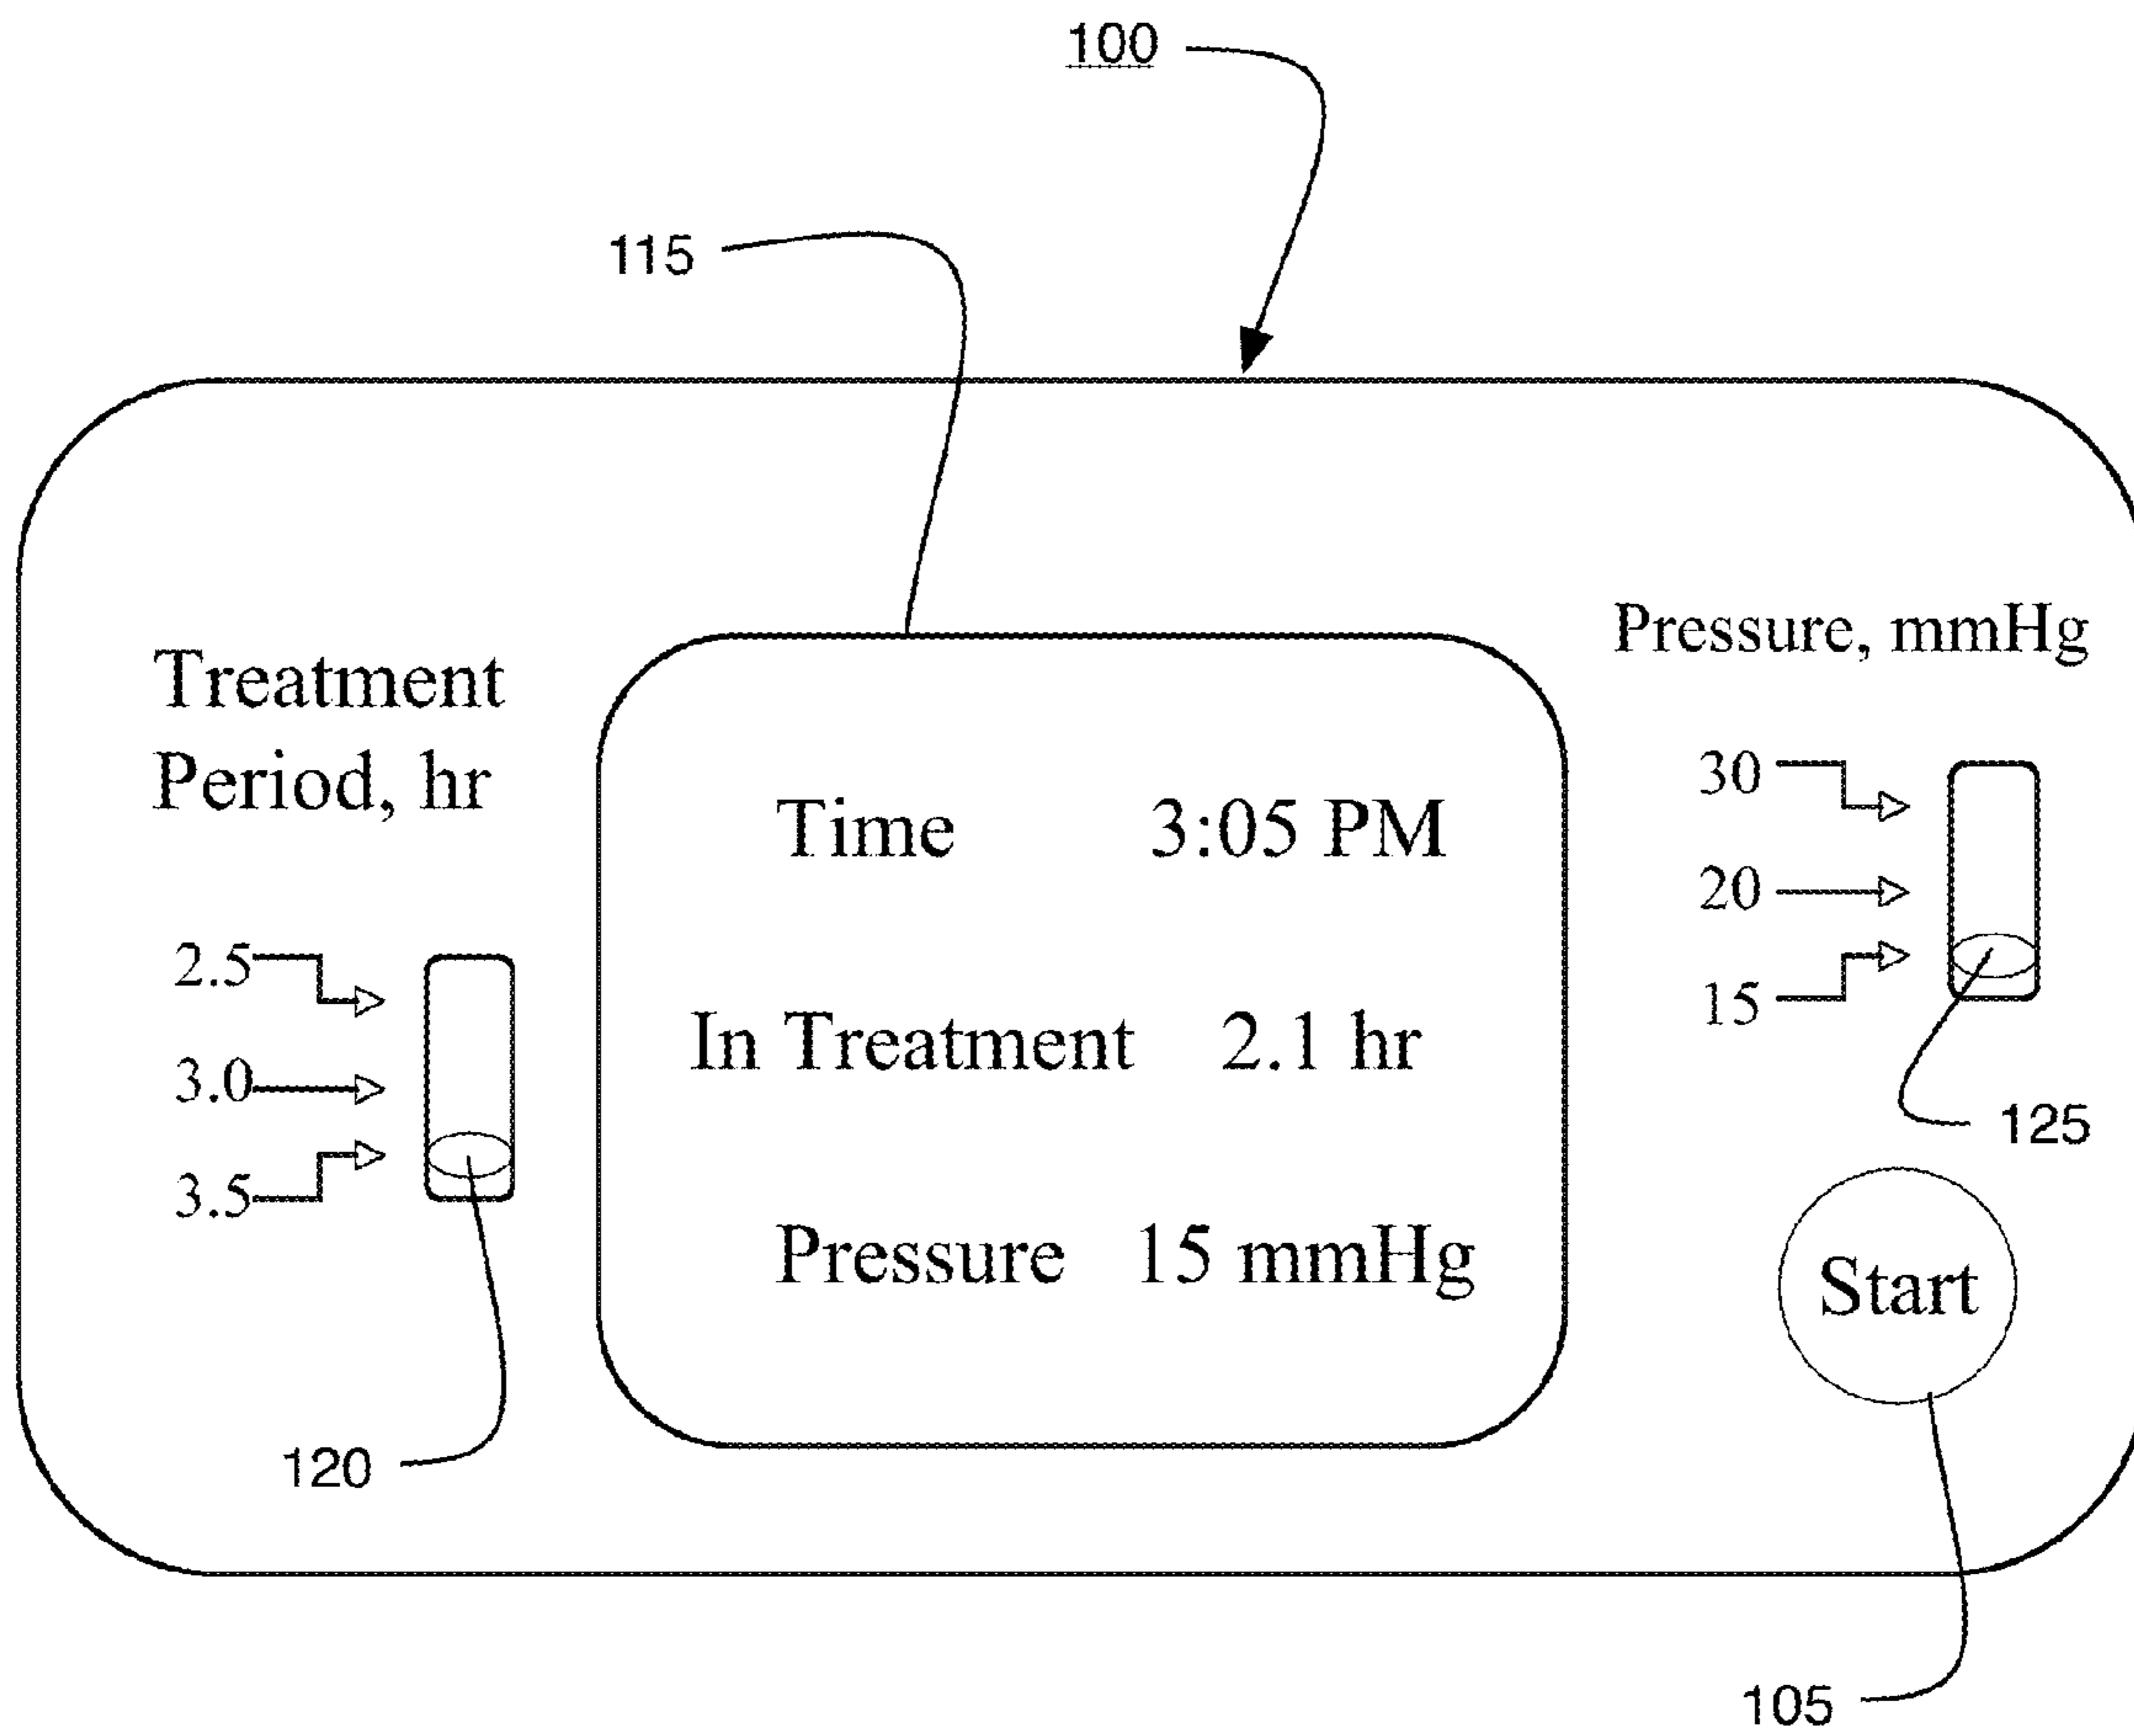 100
115
Treatment
Period, hr
2.5
3.0
3.5
120
Time 3:05 PM
In Treatment 2.1 hr
Pressure 15 mmHg
Pressure, mmHg
30
20
15
125
Start
105